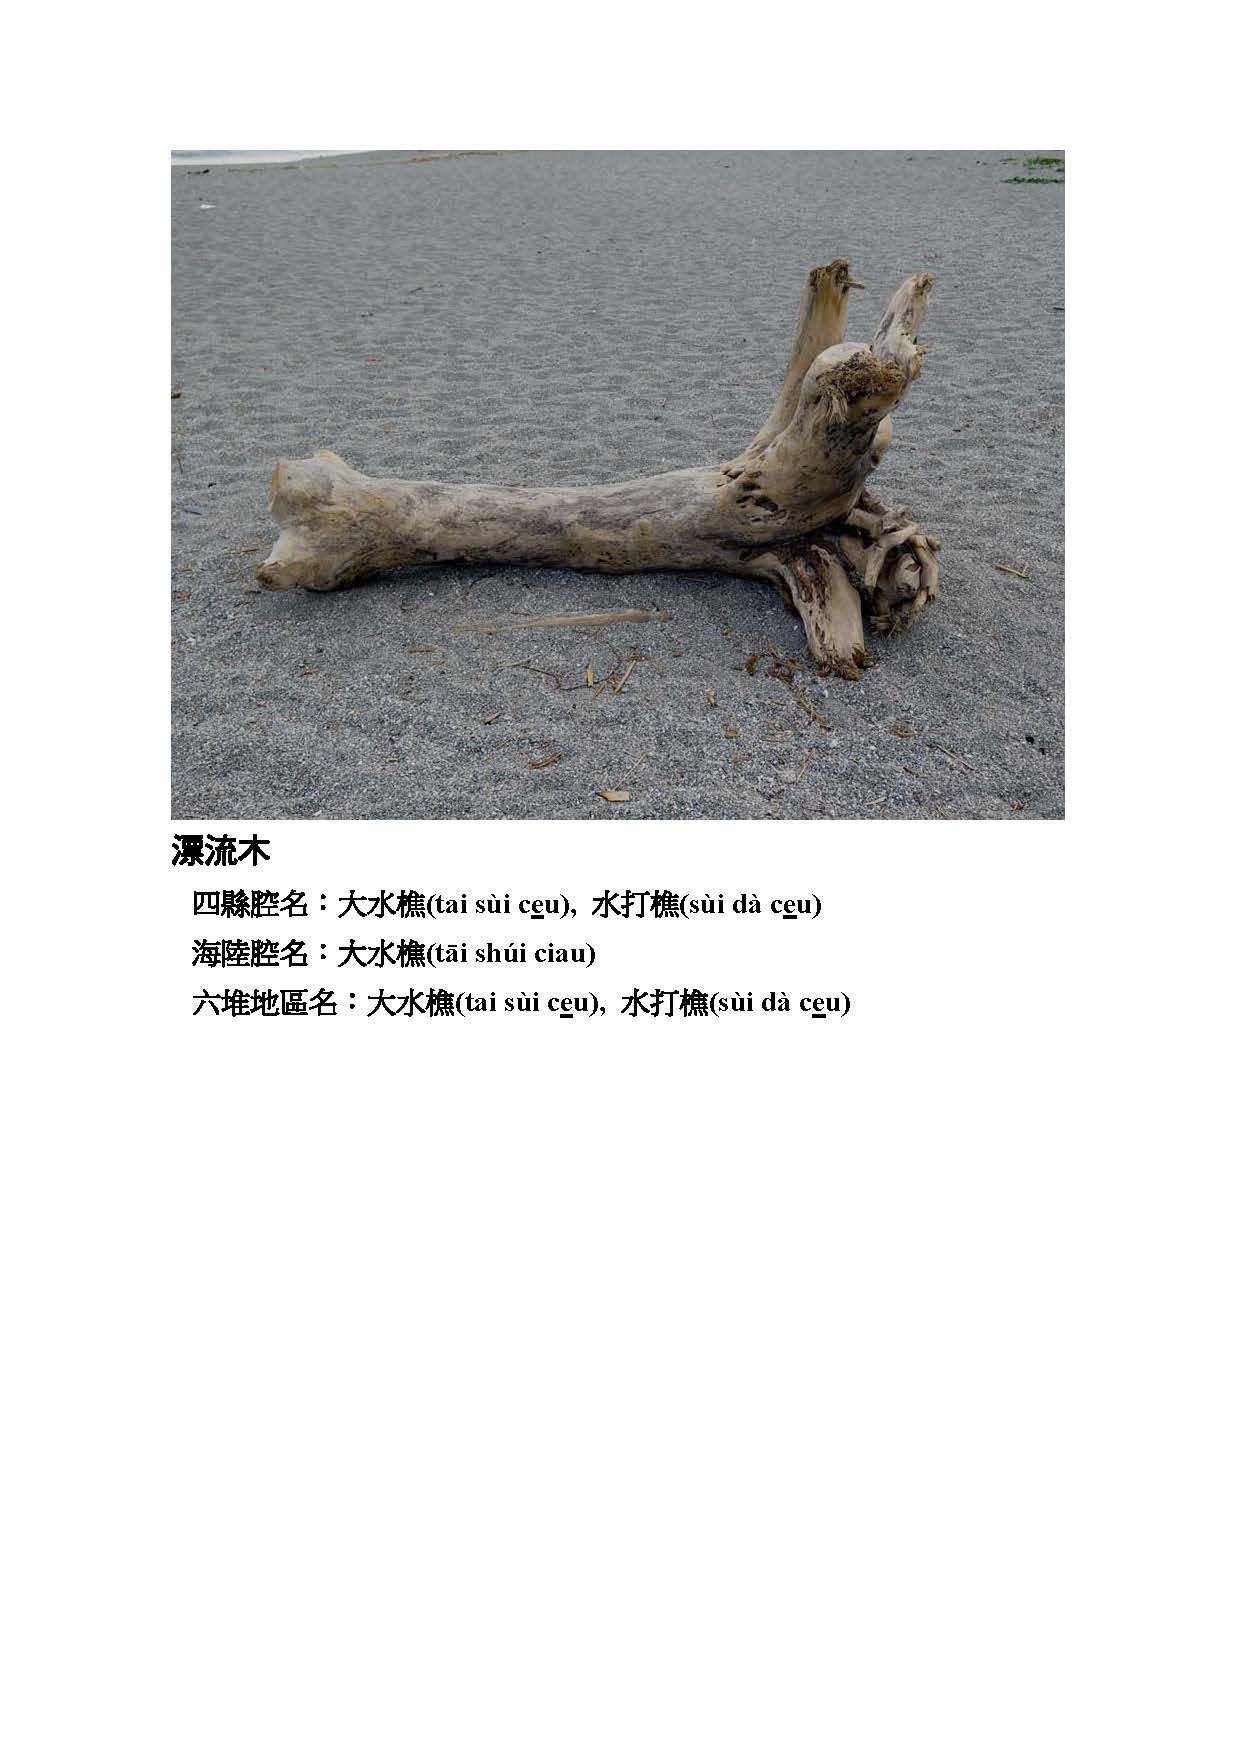 漂流木
四縣腔名：大水樵(tai sùi ce̲u), 水打樵(sùi dà ce̲u)
海陸腔名：大水樵(tāi shúi ciau)
六堆地區名：大水樵(tai sùi ce̲u), 水打樵(sùi dà ce̲u)